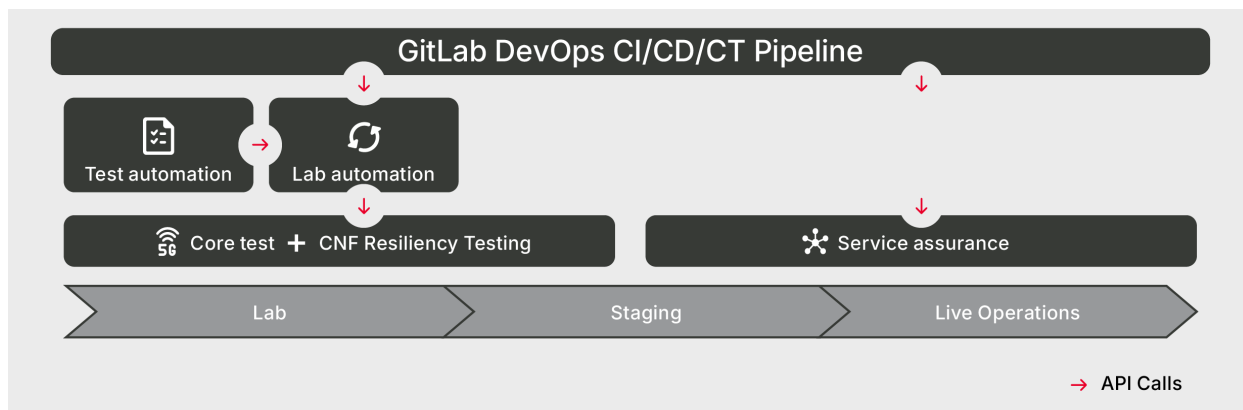 GitLab DevOps CI/CD/CT Pipeline
Test automation
Lab automation
5G Core test + CNF Resiliency Testing
Service assurance
Lab
Staging
Live Operations
API Calls